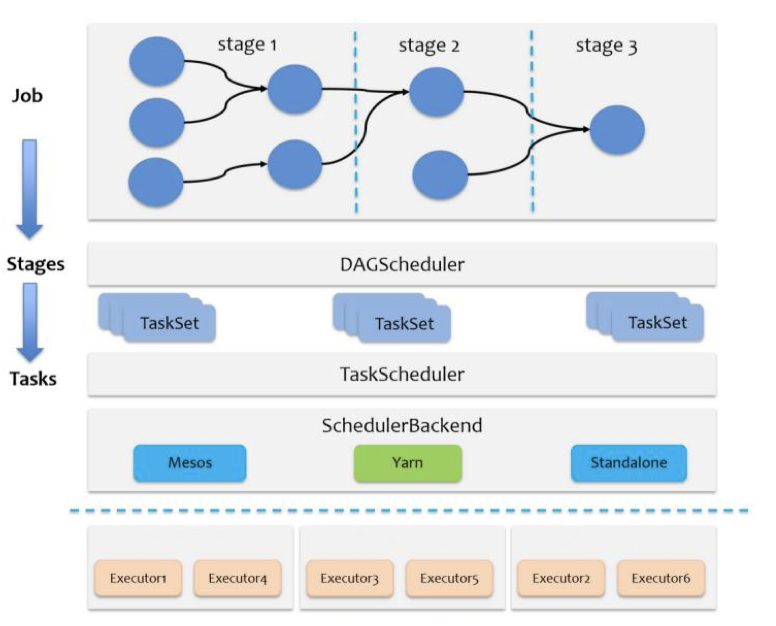 stage 1
stage 2
stage 3
Job
Stages
DAGScheduler
TaskSet
TaskSet
TaskSet
Tasks
TaskScheduler
SchedulerBackend
Mesos
Yarn
Standalone
Executor1
Executor4
Executor3
Executor5
Executor2
Executor6